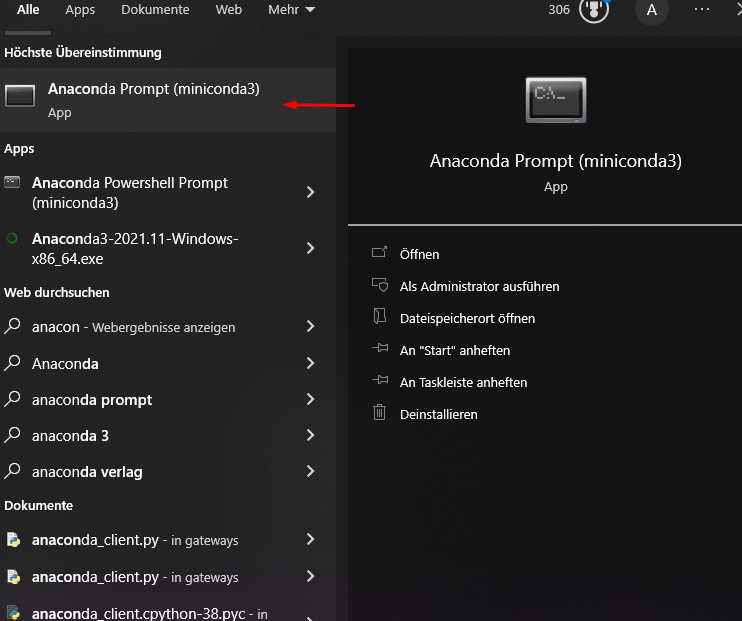 Alle Apps Dokumente Web Mehr 306 A ...
Höchste Übereinstimmung
Anaconda Prompt (miniconda3)
App
Apps
Anaconda Powershell Prompt
(miniconda3)
Anaconda3-2021.11-Windows-
x86_64.exe
Web durchsuchen
anacon - Webergebnisse anzeigen
Anaconda
anaconda prompt
anaconda 3
anaconda verlag
Dokumente
anaconda_client.py - in gateways
anaconda_client.py - in gateways
anaconda_client.cpython-38.pyc - in
C:\_
Anaconda Prompt (miniconda3)
App
Öffnen
Als Administrator ausführen
Dateispeicherort öffnen
An "Start" anheften
An Taskleiste anheften
Deinstallieren